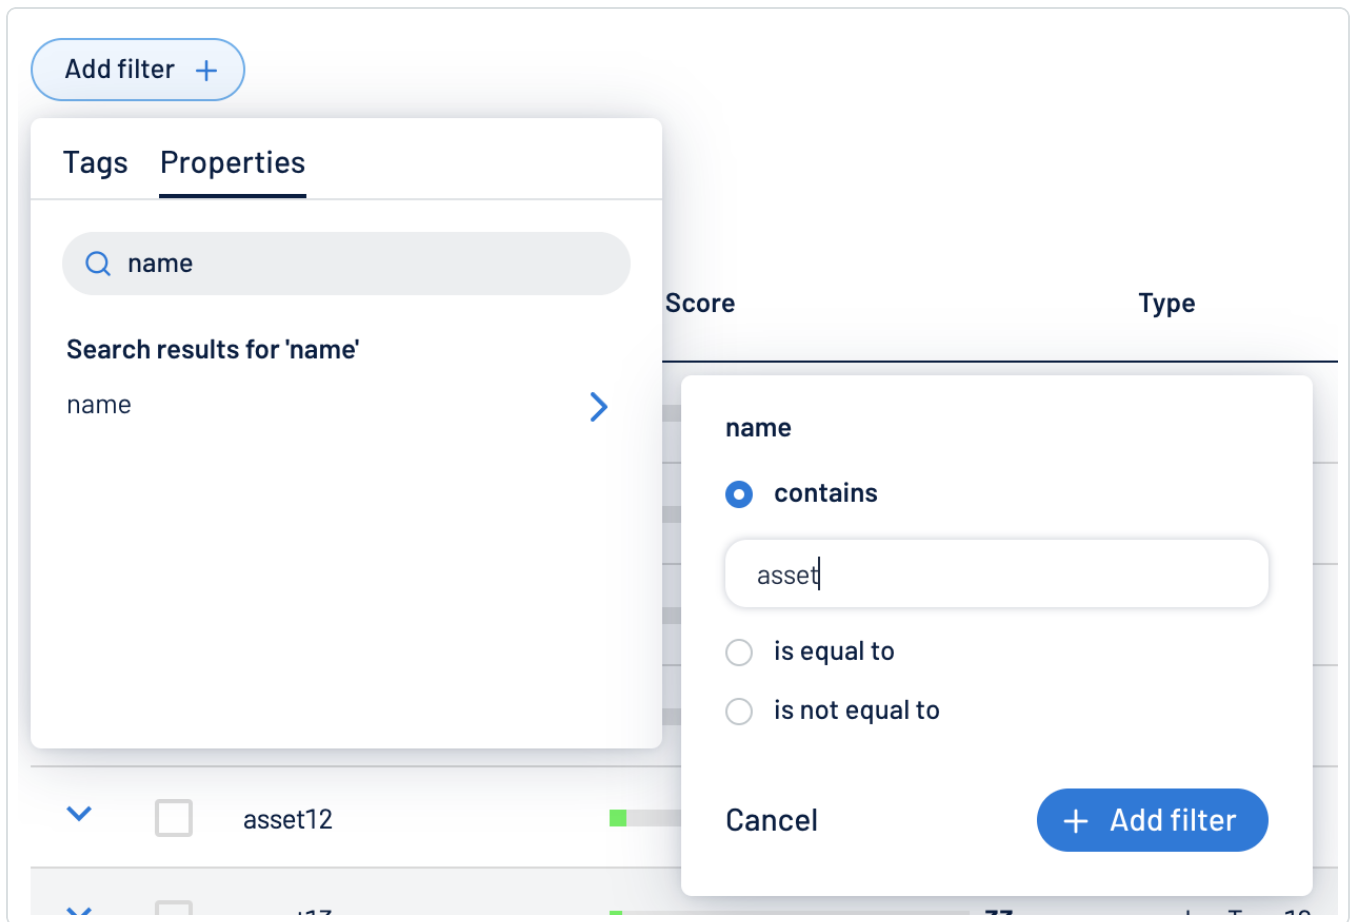 Add filter
Tags Properties
name
Score Type
Search results for 'name'
name
name
contains
asset
is equal to
is not equal to
asset12
Cancel Add filter